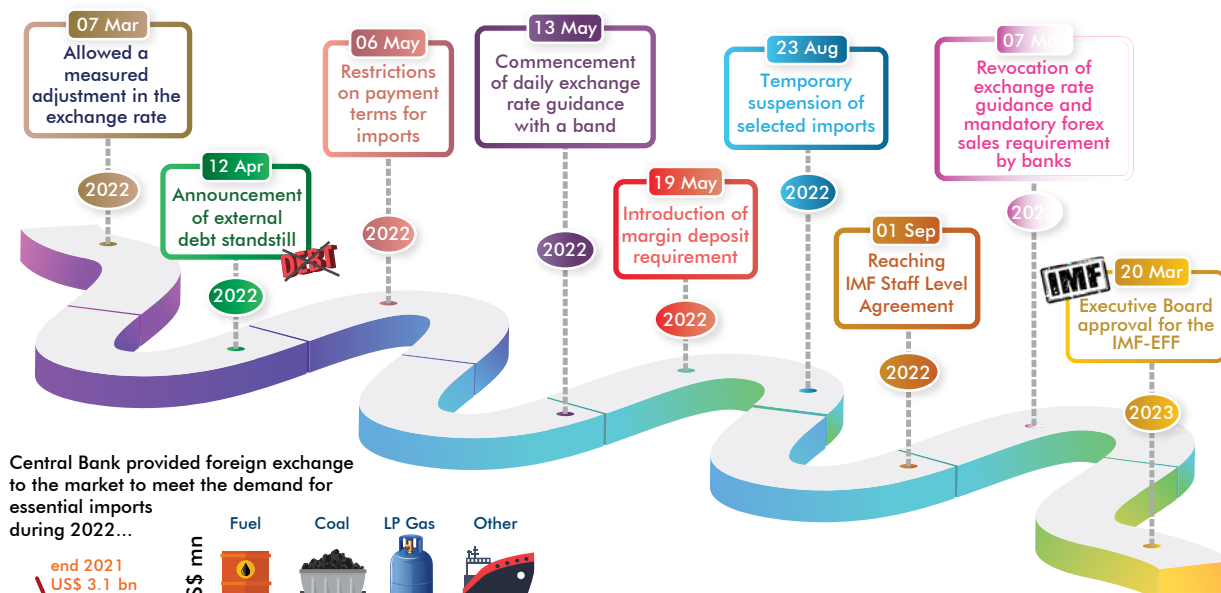 07 Mar
Allowed a
measured
adjustment in the
exchange rate
2022
12 Apr
Announcement
of external
debt standstill
DEBT
2022
06 May
Restrictions
on payment
terms for
imports
2022
13 May
Commencement
of daily exchange
rate guidance
with a band
2022
19 May
Introduction of
margin deposit
requirement
2022
23 Aug
Temporary
suspension of
selected imports
2022
01 Sep
Reaching
IMF Staff Level
Agreement
2022
07
Revocation of
exchange rate
guidance and
mandatory forex
sales requirement
by banks
IMF
20 Mar
Executive Board
approval for the
IMF-EFF
2023
Central Bank provided foreign exchange
to the market to meet the demand for
essential imports
during 2022...
end 2021
US$ 3.1 bn
Fuel
Coal
LP Gas
Other